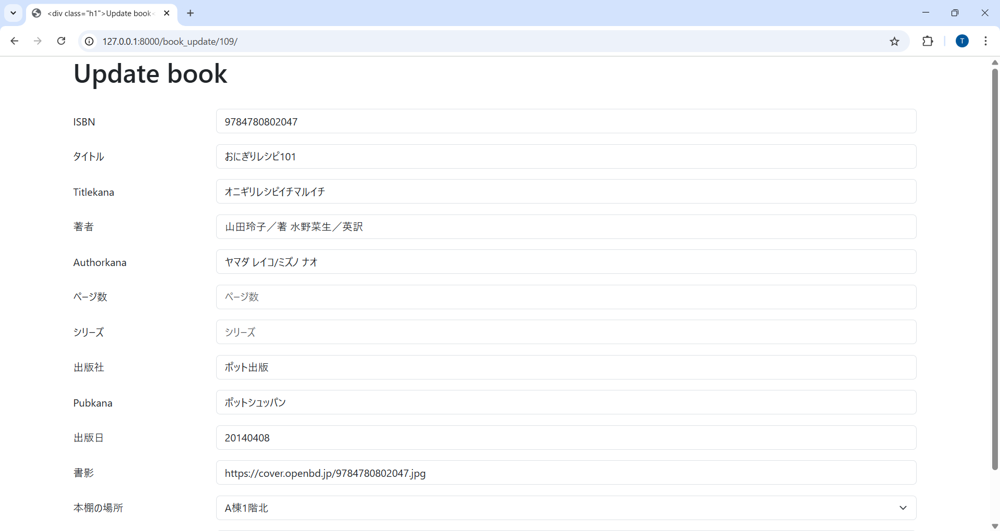 <div class="h1">Update book<
127.0.0.1:8000/book_update/109/
T
Update book
ISBN
9784780802047
タイトル
おにぎりレシピ101
Titlekana
オニギリレシピイチマルイチ
著者
山田玲子／著 水野菜生／英訳
Authorkana
ヤマダ レイコ/ミズノ ナオ
ページ数
ページ数
シリーズ
シリーズ
出版社
ポット出版
Pubkana
ポットシュッパン
出版日
20140408
書影
https://cover.openbd.jp/9784780802047.jpg
本棚の場所
A棟1階北